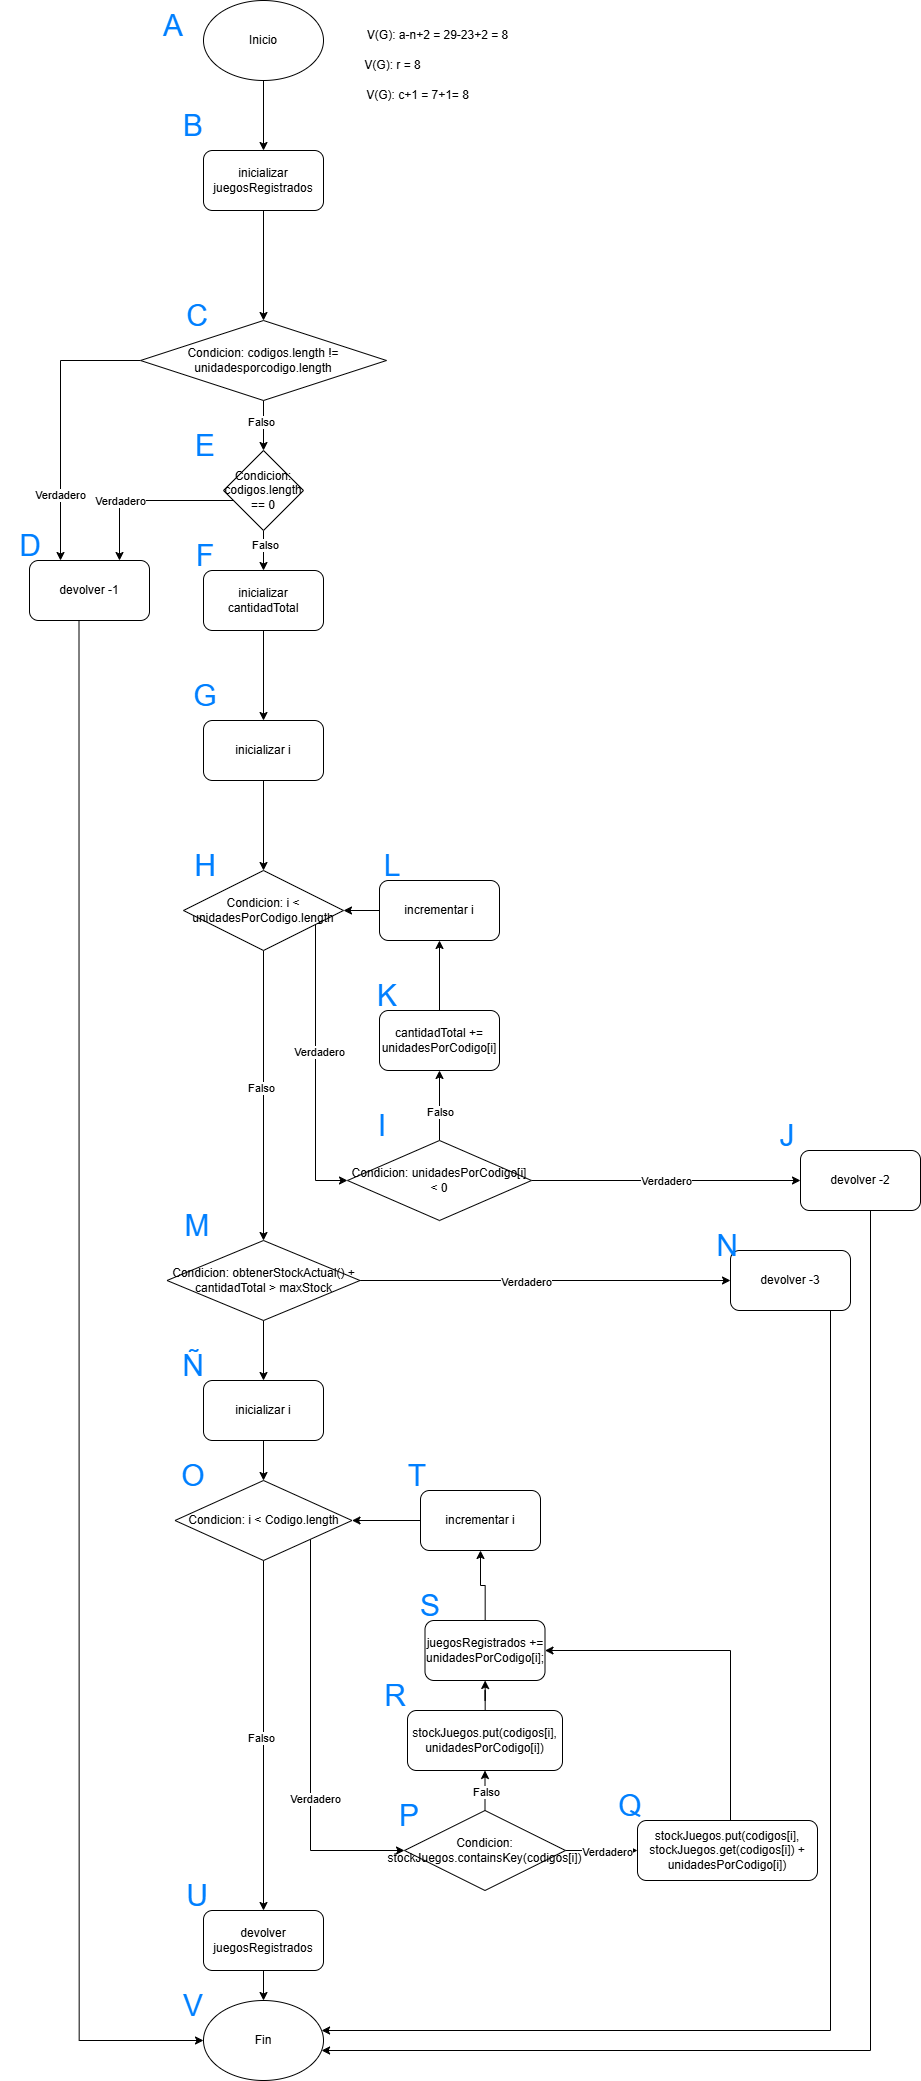 A
Inicio
V(G): a-n+2 = 29-23+2 = 8
V(G): r = 8
V(G): c+1 = 7+1= 8
B
inicializar
juegosRegistrados
C
Condicion: codigos.length !=
unidadesporcodigo.length
Falso
E
Condicion:
codigos.length
== 0
Verdadero
Verdadero
D
devolver -1
Falso
F
inicializar
cantidadTotal
G
inicializar i
H
Condicion: i <
unidadesPorCodigo.length
L
incrementar i
K
cantidadTotal +=
unidadesPorCodigo[i]
Verdadero
Falso
Falso
I
Condicion: unidadesPorCodigo[i]
< 0
Verdadero
J
devolver -2
M
Condicion: obtenerStockActual() +
cantidadTotal > maxStock
Verdadero
N
devolver -3
Ñ
inicializar i
O
Condicion: i < Codigo.length
T
incrementar i
S
juegosRegistrados +=
unidadesPorCodigo[i];
R
stockJuegos.put(codigos[i],
unidadesPorCodigo[i])
Falso
Verdadero
Falso
P
Condicion:
stockJuegos.containsKey(codigos[i])
Verdadero
Q
stockJuegos.put(codigos[i],
stockJuegos.get(codigos[i]) +
unidadesPorCodigo[i])
U
devolver
juegosRegistrados
V
Fin